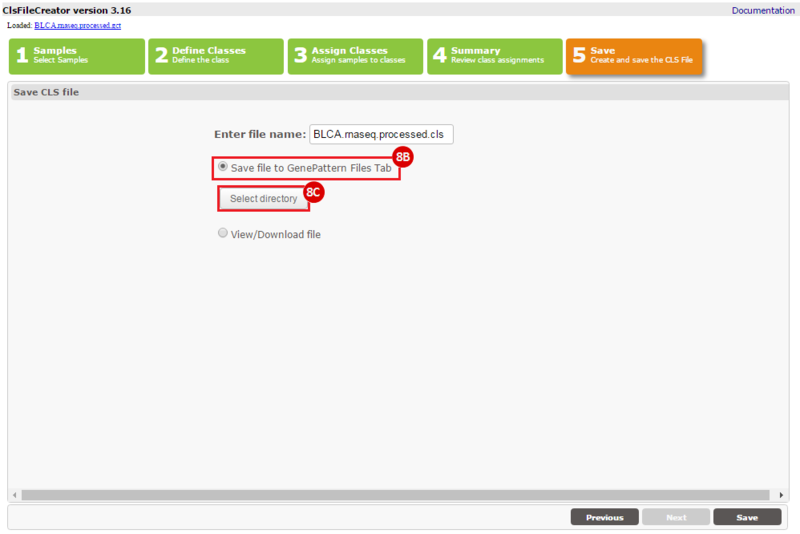 ClsFileCreator version 3.16
Documentation
Loaded: BLCA.rnaseq.processed.gct
1 Samples
Select Samples
2 Define Classes
Define the class
3 Assign Classes
Assign samples to classes
4 Summary
Review class assignments
5 Save
Create and save the CLS File
Save CLS file
Enter file name: BLCA.rnaseq.processed.cls
8B
Save file to GenePattern Files Tab
8C
Select directory
View/Download file
Previous
Next
Save